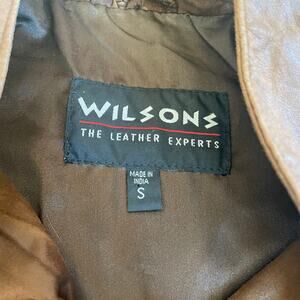 WILSONS
THE LEATHER EXPERTS
MADE IN
INDIA
S